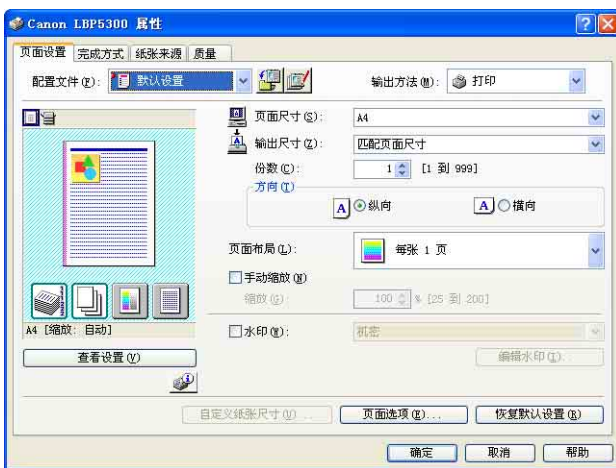 Canon LBP5300 属性
页面设置 完成方式 纸张来源 质量
配置文件(F): 默认设置 输出方法(M): 打印
页面尺寸(S): A4
输出尺寸(Z): 匹配页面尺寸
份数(C): 1 [1 到 999]
方向(T)
A 纵向 A 横向
页面布局(L): 每张 1 页
手动缩放(N)
缩放(G): 100 % [25 到 200]
A4 [缩放: 自动]
水印(W): 机密
查看设置(V) 编辑水印(I)...
自定义纸张尺寸(U)... 页面选项(E)... 恢复默认设置(R)
确定 取消 帮助